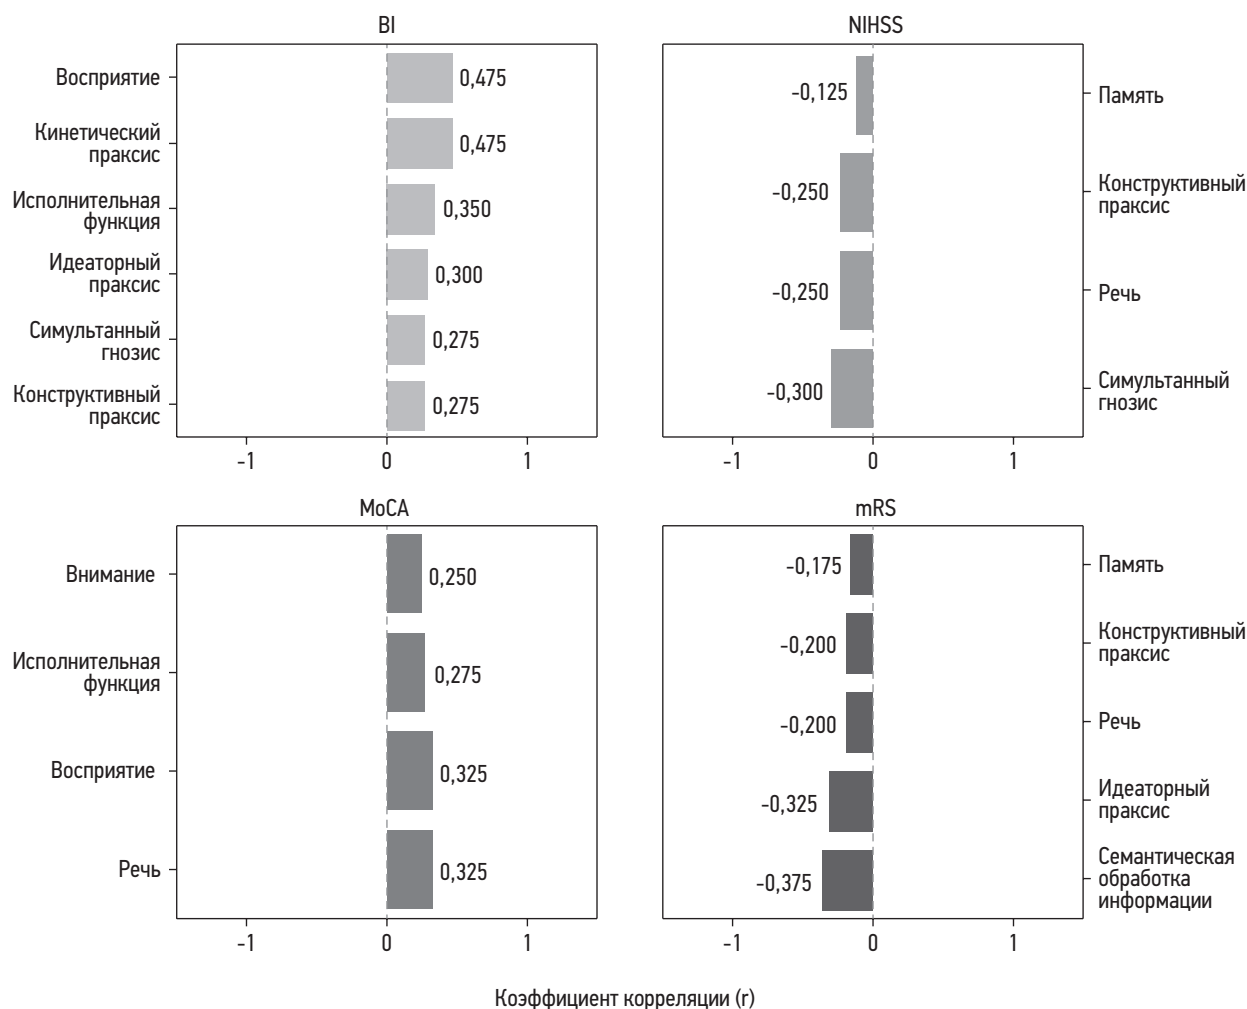 BI
Восприятие
0,475
Кинетический
праксис
0,475
Исполнительная
функция
0,350
Идеаторный
праксис
0,300
Симультанный
гнозис
0,275
Конструктивный
праксис
0,275
-1 0 1
NIHSS
-0,125
Память
-0,250
Конструктивный
праксис
-0,250
Речь
-0,300
Симультанный
гнозис
-1 0 1
MoCA
Внимание
0,250
Исполнительная
функция
0,275
Восприятие
0,325
Речь
0,325
-1 0 1
mRS
-0,175
Память
-0,200
Конструктивный
праксис
-0,200
Речь
-0,325
Идеаторный
праксис
-0,375
Семантическая
обработка
информации
-1 0 1
Коэффициент корреляции (r)